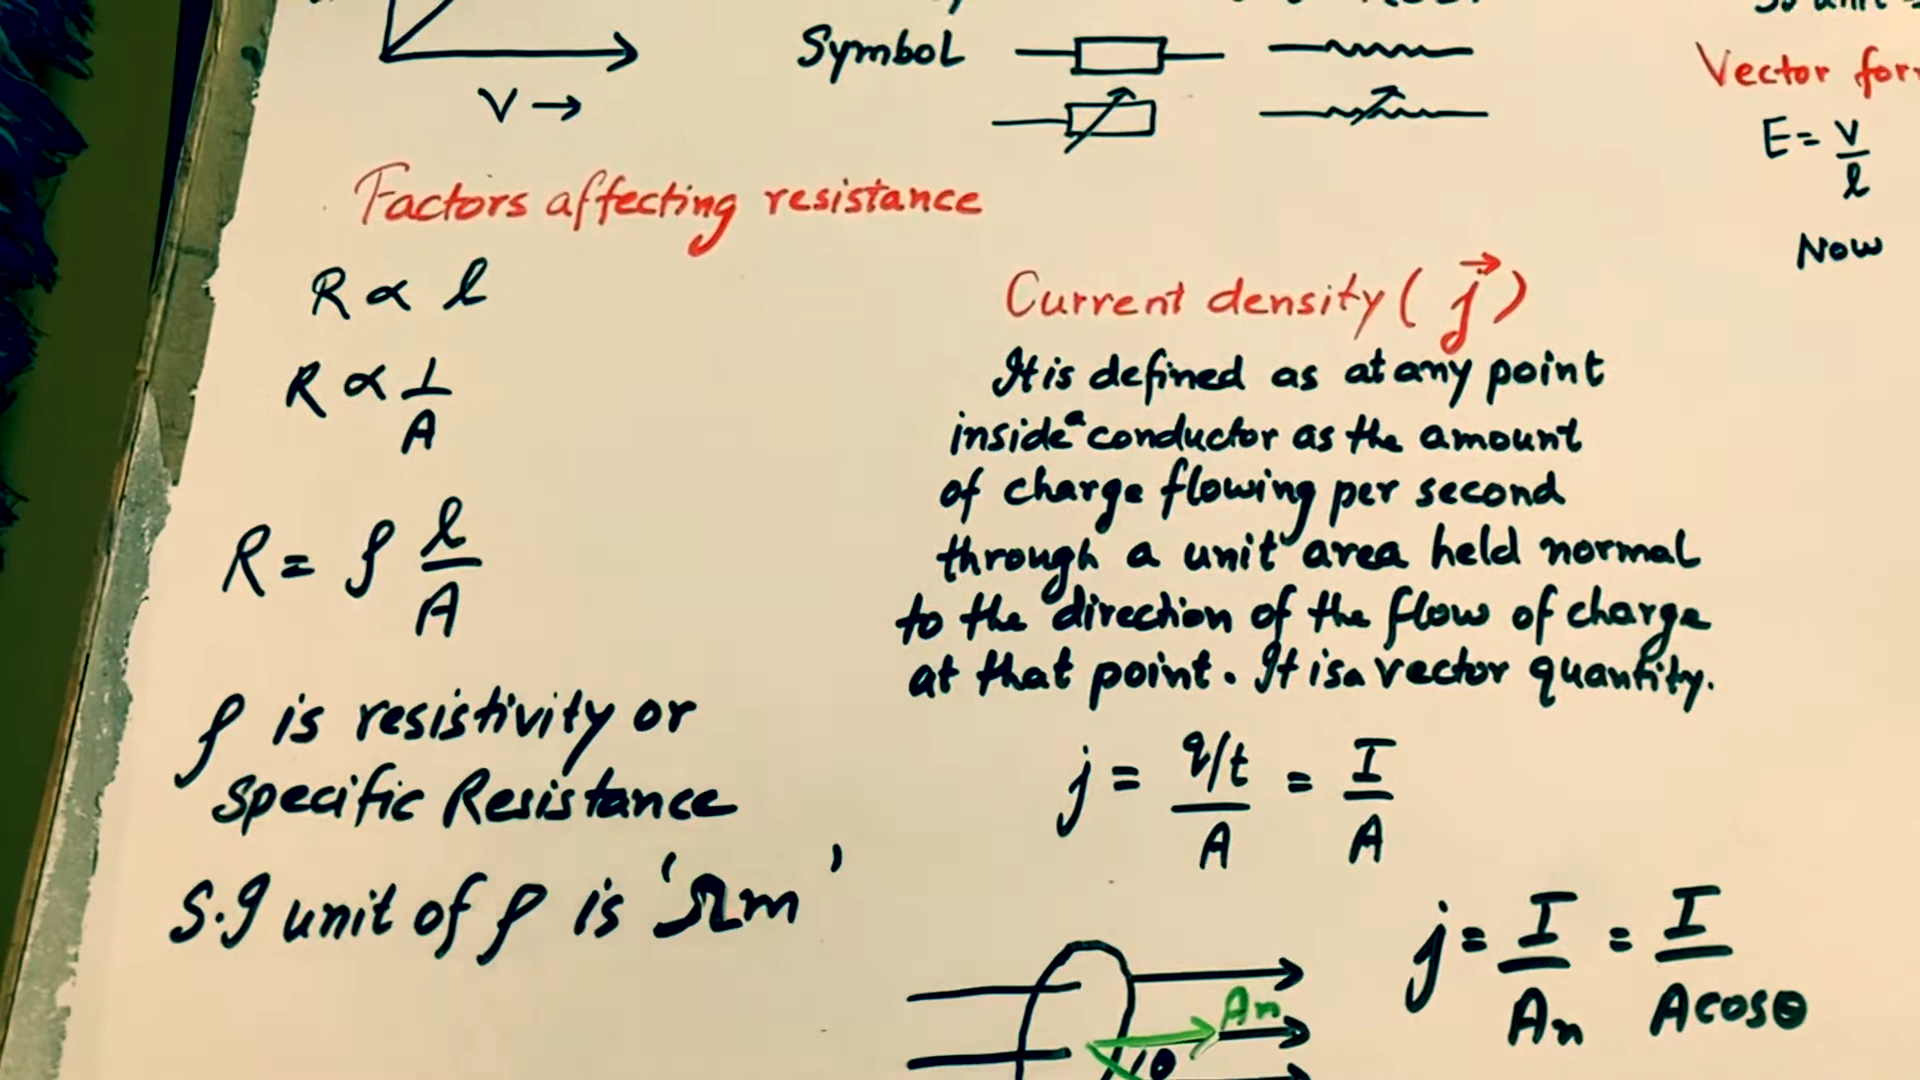 V →
Symbol
Factors affecting resistance
R ∝ l
R ∝ 1/A
R = ρ l/A
ρ is resistivity or
specific Resistance
S.I unit of ρ is 'Ωm'
Current density ( j⃗ )
It is defined as at any point
inside a conductor as the amount
of charge flowing per second
through a unit area held normal
to the direction of the flow of charge
at that point. It is a vector quantity.
j = q/t / A = I/A
j = I/An = I/Acosθ
An
θ
Vector for
E = V/l
Now